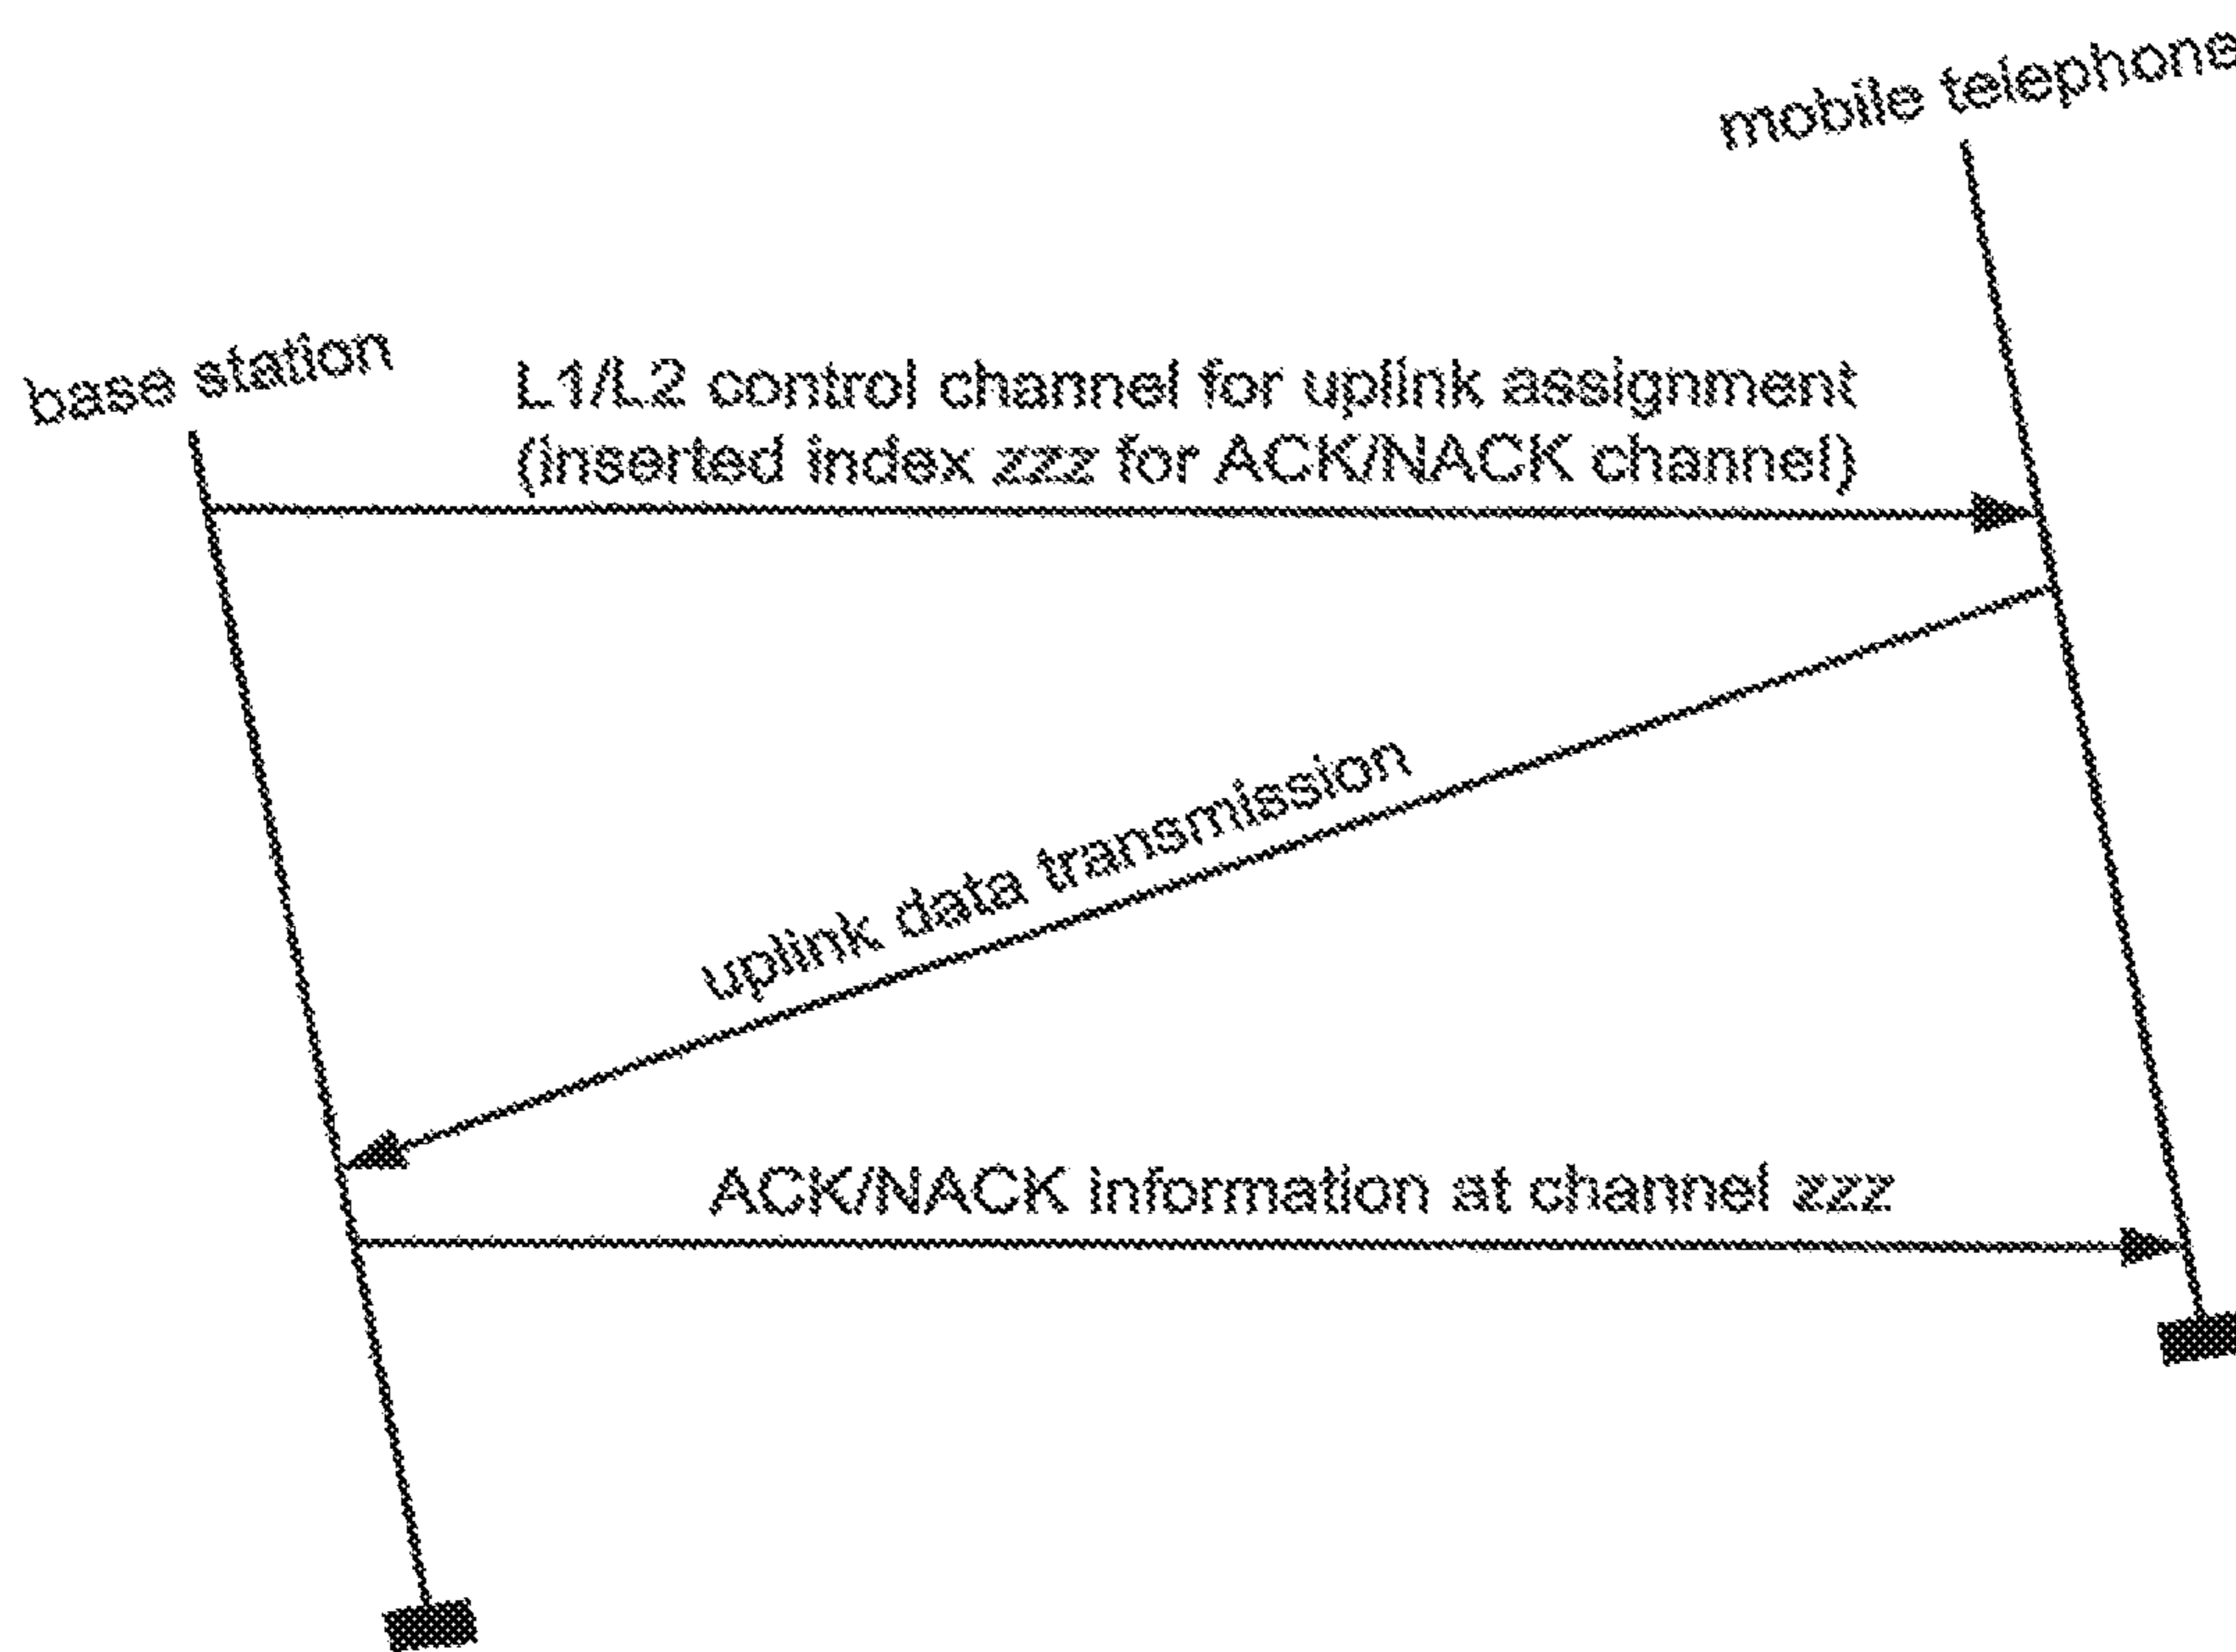 mobile telephone
base station
L1/L2 control channel for uplink assignment
(inserted index zzz for ACK/NACK channel)
uplink data transmission
ACK/NACK information at channel zzz